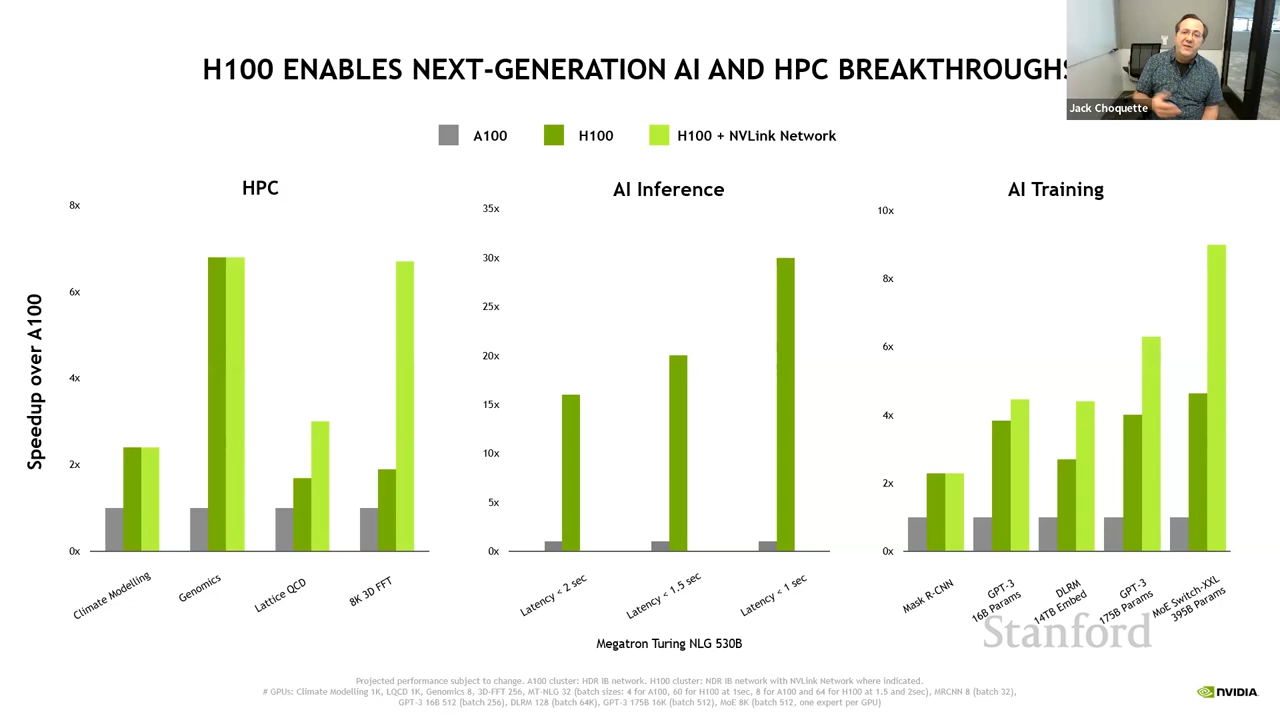 H100 ENABLES NEXT-GENERATION AI AND HPC BREAKTHROUGHS
Jack Choquette
A100
H100
H100 + NVLink Network
Speedup over A100
HPC
8x
6x
4x
2x
0x
Climate Modelling
Genomics
Lattice QCD
8K 3D FFT
AI Inference
35x
30x
25x
20x
15x
10x
5x
0x
Latency < 2 sec
Latency < 1.5 sec
Latency < 1 sec
Megatron Turing NLG 530B
AI Training
10x
8x
6x
4x
2x
0x
Mask R-CNN
GPT-3
16B Params
DLRM
14TB Embed
GPT-3
175B Params
MoE Switch-XXL
395B Params
Stanford
Projected performance subject to change. A100 cluster: HDR IB network. H100 cluster: NDR IB network with NVLink Network where indicated.
# GPUs: Climate Modelling 1K, LQCD 1K, Genomics 8, 3D-FFT 256, MT-NLG 32 (batch sizes: 4 for A100, 60 for H100 at 1sec, 8 for A100 and 64 for H100 at 1.5 and 2sec), MRCNN 8 (batch 32),
GPT-3 16B 512 (batch 256), DLRM 128 (batch 64K), GPT-3 175B 16K (batch 512), MoE 8K (batch 512, one expert per GPU)
NVIDIA